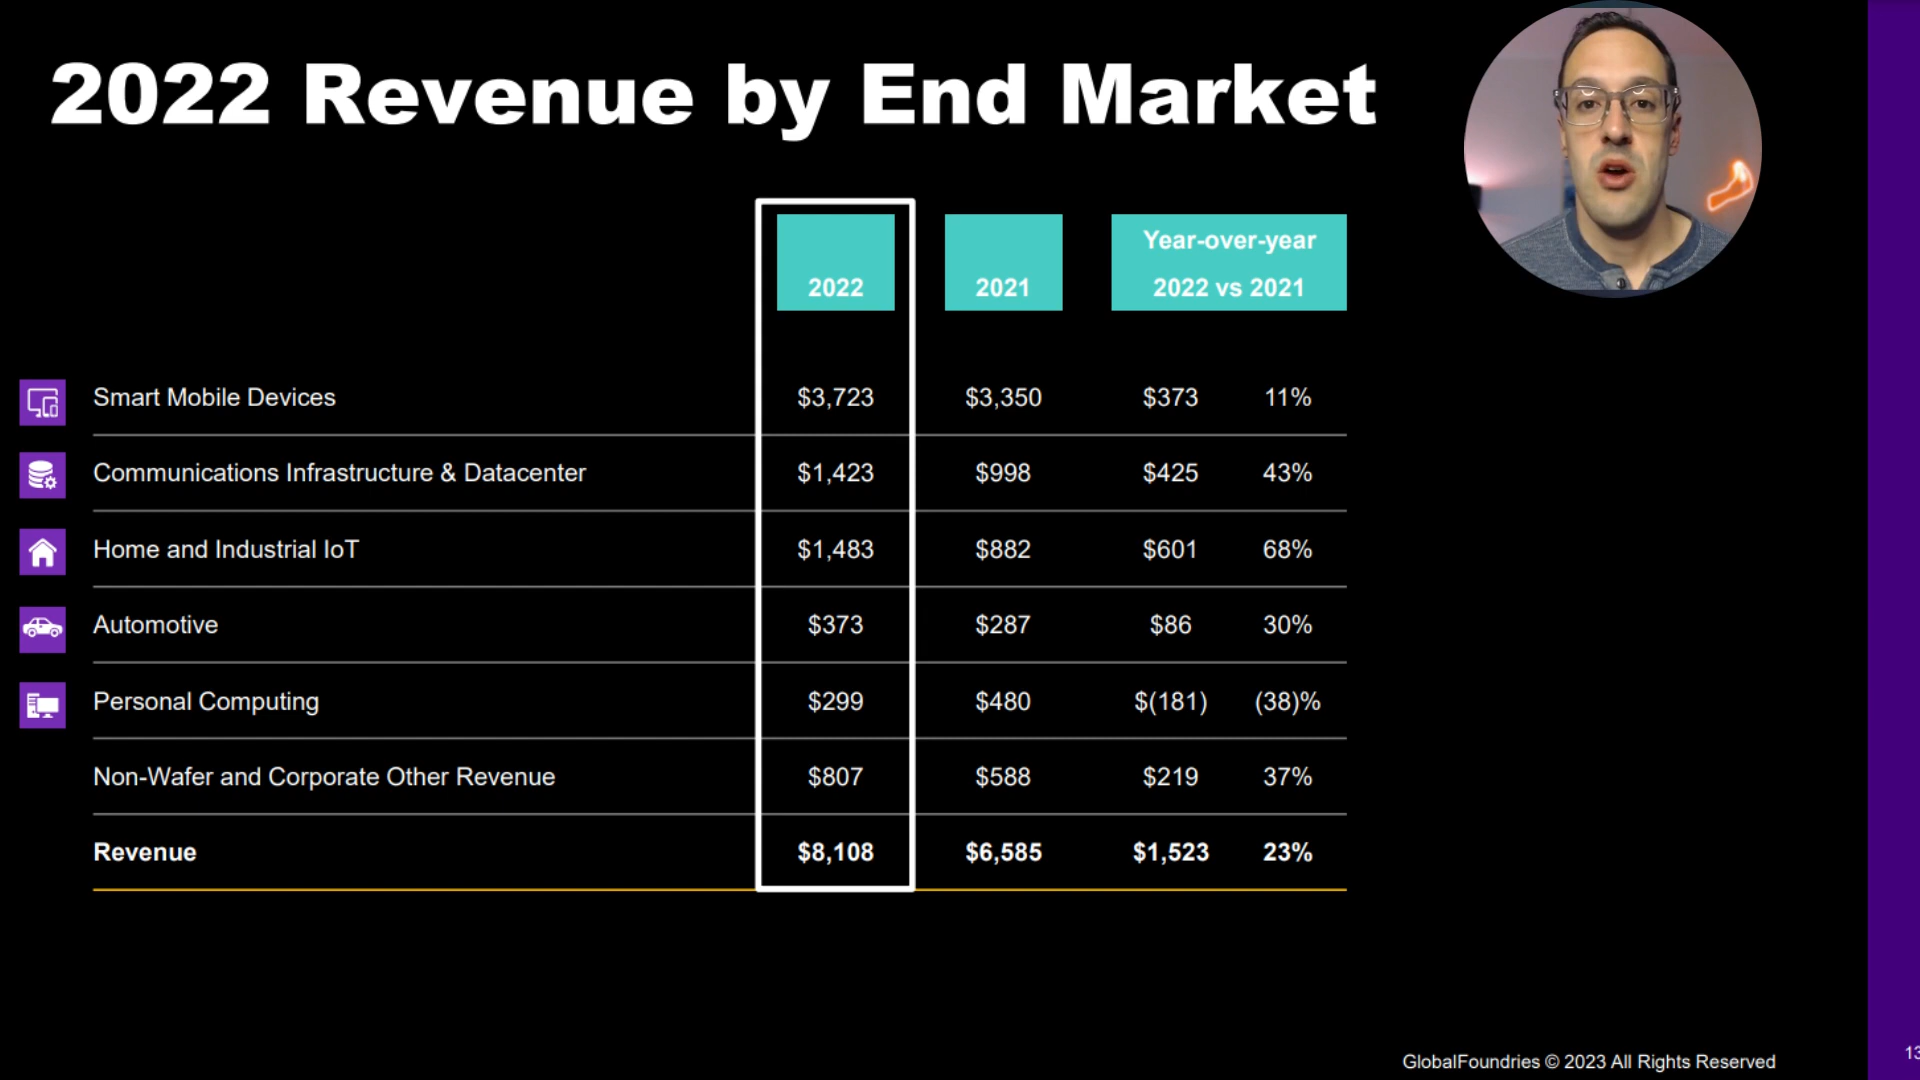 2022 Revenue by End Market
2022 2021 Year-over-year
2022 vs 2021
Smart Mobile Devices $3,723 $3,350 $373 11%
Communications Infrastructure & Datacenter $1,423 $998 $425 43%
Home and Industrial IoT $1,483 $882 $601 68%
Automotive $373 $287 $86 30%
Personal Computing $299 $480 $(181) (38)%
Non-Wafer and Corporate Other Revenue $807 $588 $219 37%
Revenue $8,108 $6,585 $1,523 23%
GlobalFoundries © 2023 All Rights Reserved
13